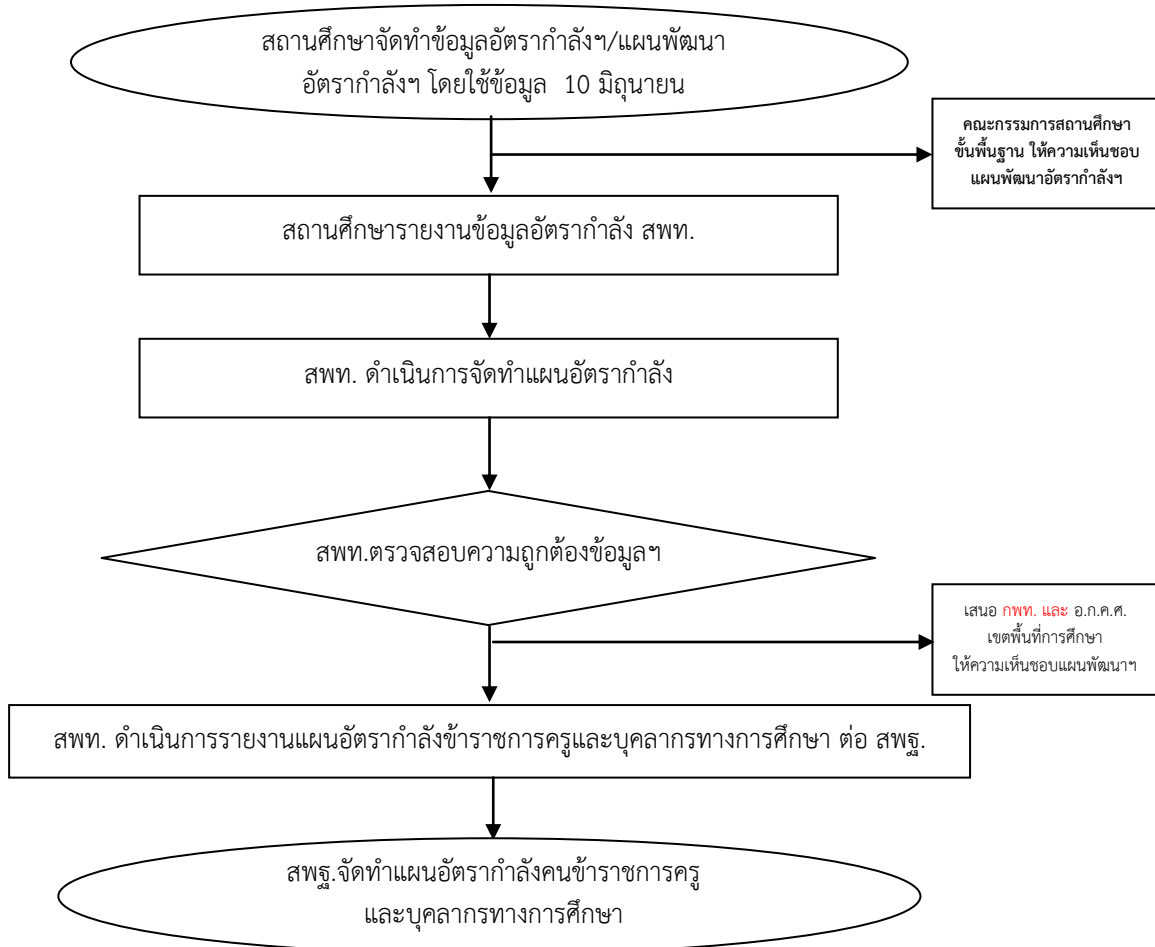 สถานศึกษาจัดทำข้อมูลอัตรากำลังฯ/แผนพัฒนา
อัตรากำลังฯ โดยใช้ข้อมูล 10 มิถุนายน
คณะกรรมการสถานศึกษา
ขั้นพื้นฐาน ให้ความเห็นชอบ
แผนพัฒนาอัตรากำลังฯ
สถานศึกษารายงานข้อมูลอัตรากำลัง สพท.
สพท. ดำเนินการจัดทำแผนอัตรากำลัง
สพท.ตรวจสอบความถูกต้องข้อมูลฯ
เสนอ กพท. และ อ.ก.ค.ศ.
เขตพื้นที่การศึกษา
ให้ความเห็นชอบแผนพัฒนาฯ
สพท. ดำเนินการรายงานแผนอัตรากำลังข้าราชการครูและบุคลากรทางการศึกษา ต่อ สพฐ.
สพฐ.จัดทำแผนอัตรากำลังคนข้าราชการครู
และบุคลากรทางการศึกษา